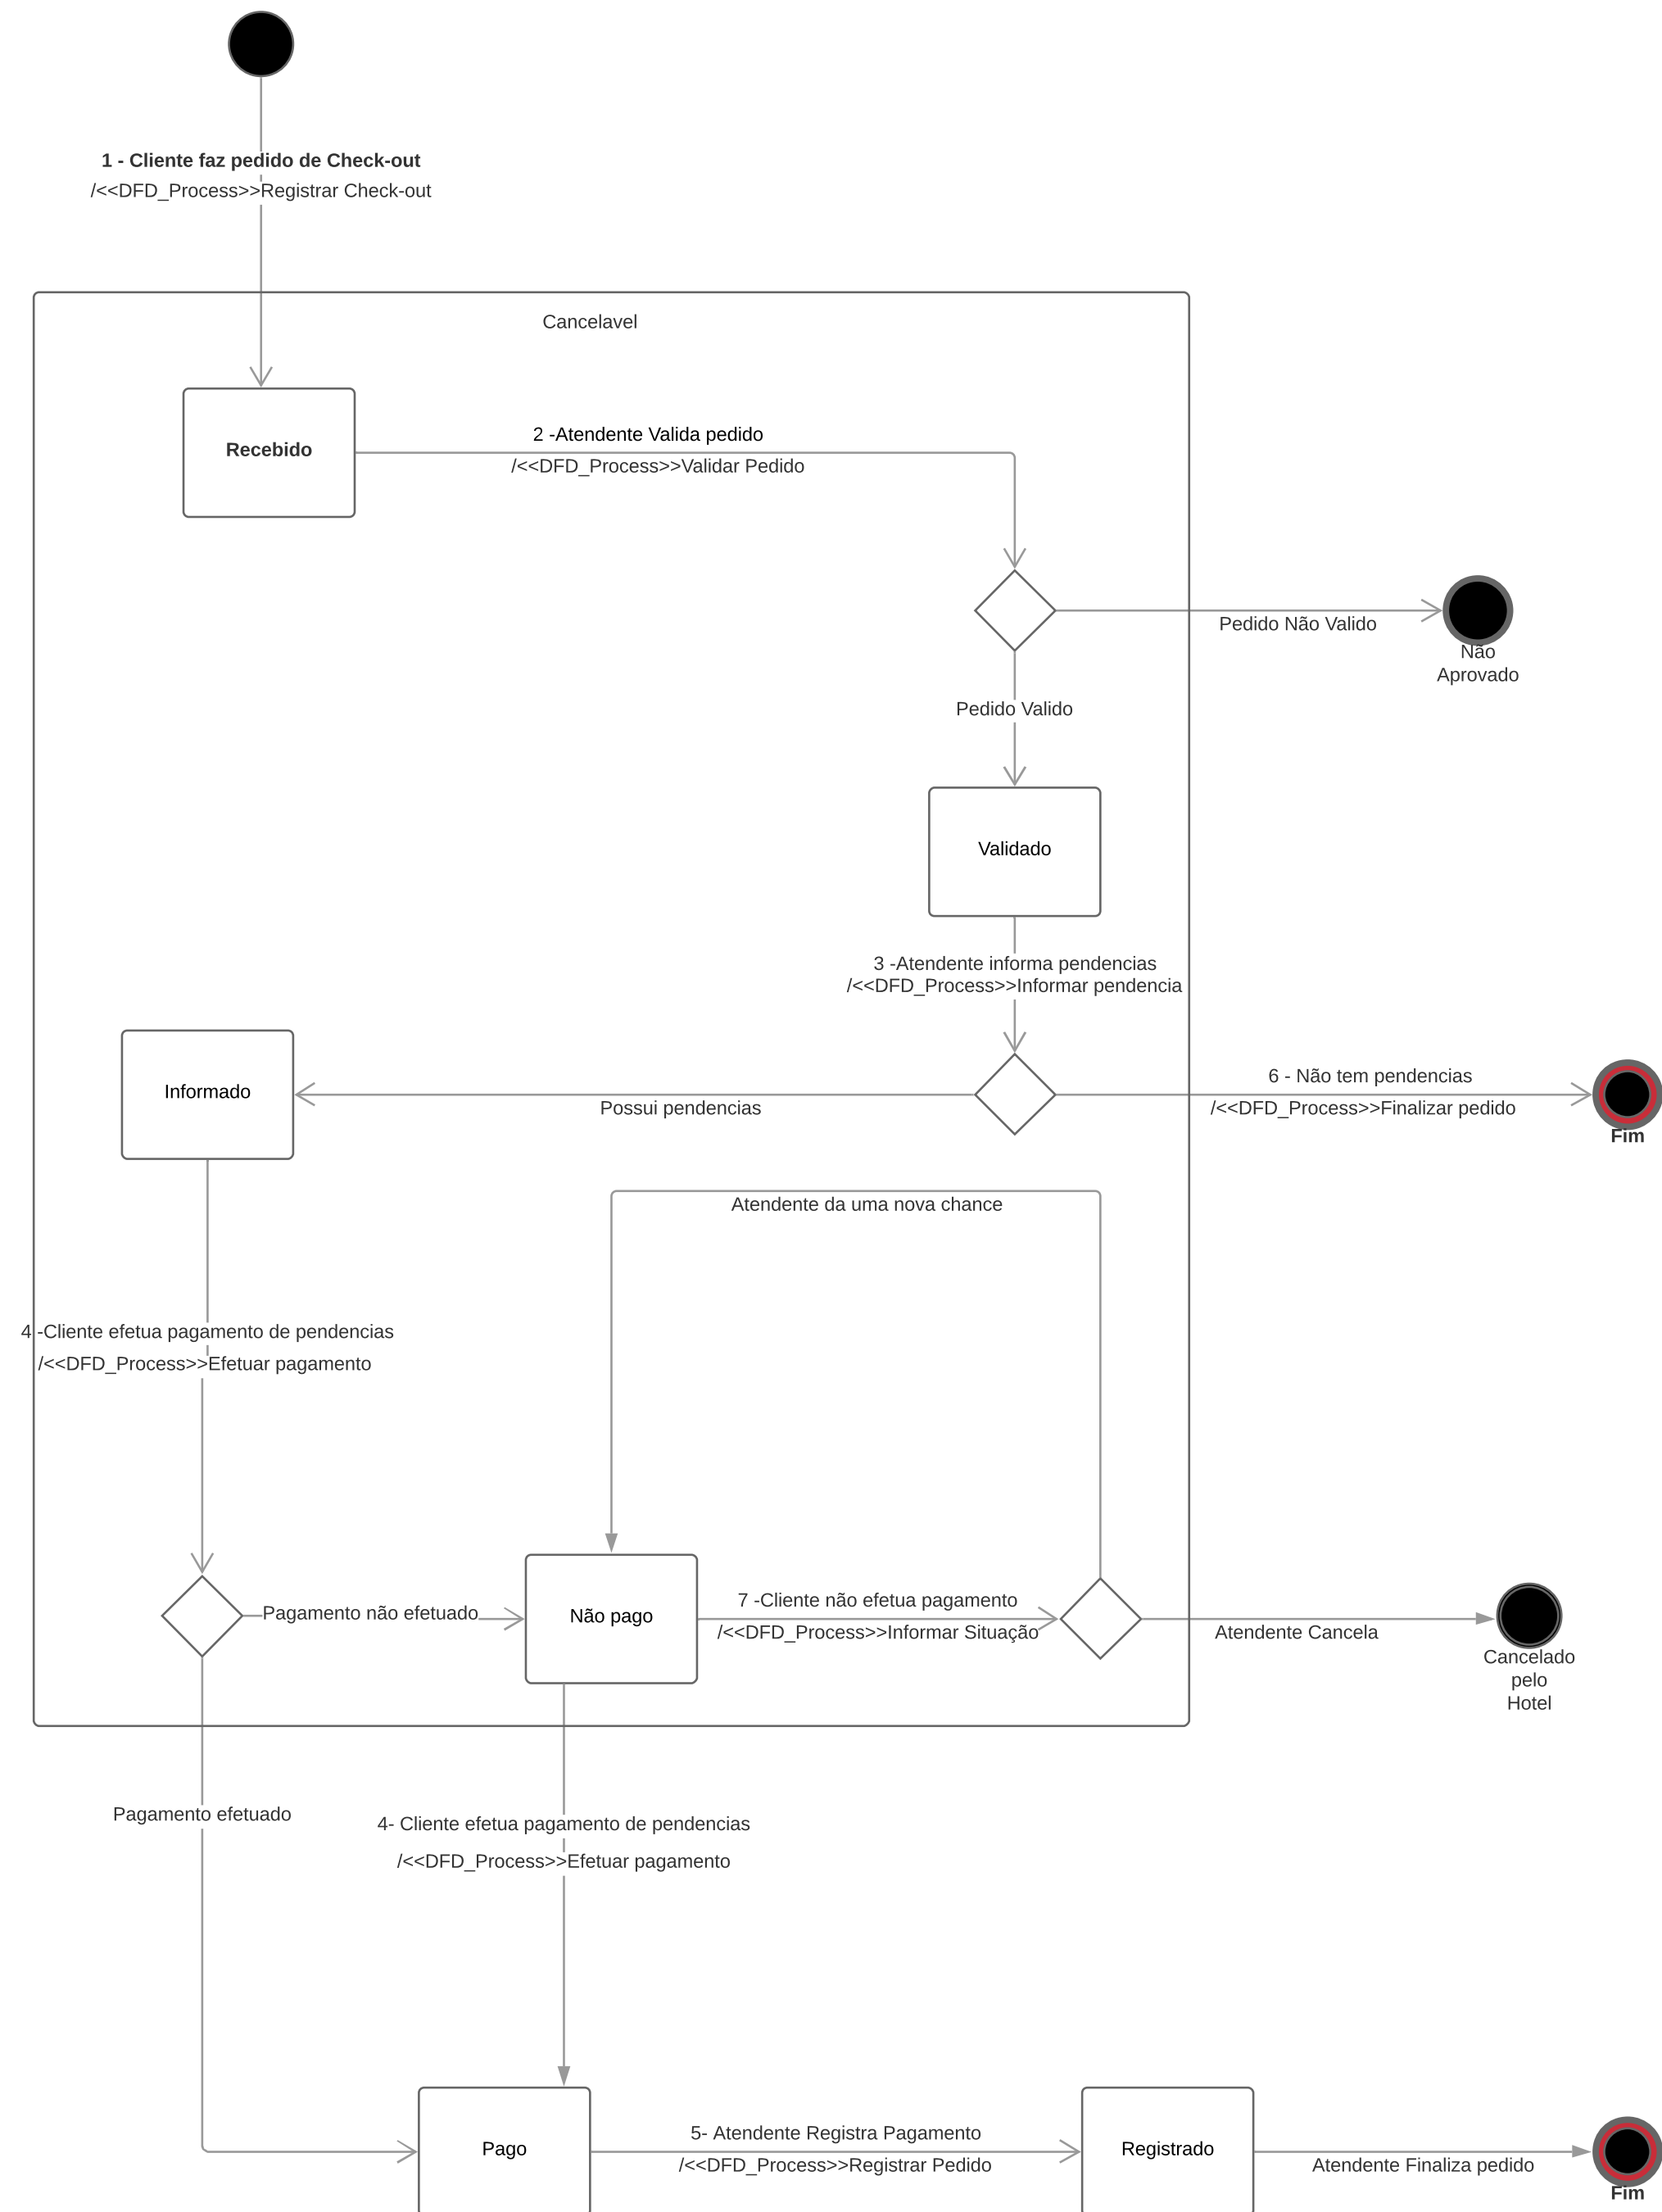 1 - Cliente faz pedido de Check-out
/<<DFD_Process>>Registrar Check-out
Cancelavel
Recebido
2 -Atendente Valida pedido
/<<DFD_Process>>Validar Pedido
Pedido Não Valido
Não
Aprovado
Pedido Valido
Validado
3 -Atendente informa pendencias
/<<DFD_Process>>Informar pendencia
Informado
Possui pendencias
6 - Não tem pendencias
/<<DFD_Process>>Finalizar pedido
Fim
Atendente da uma nova chance
4 -Cliente efetua pagamento de pendencias
/<<DFD_Process>>Efetuar pagamento
Pagamento não efetuado
Não pago
7 -Cliente não efetua pagamento
/<<DFD_Process>>Informar Situação
Atendente Cancela
Cancelado
pelo
Hotel
Pagamento efetuado
4- Cliente efetua pagamento de pendencias
/<<DFD_Process>>Efetuar pagamento
Pago
5- Atendente Registra Pagamento
/<<DFD_Process>>Registrar Pedido
Registrado
Atendente Finaliza pedido
Fim